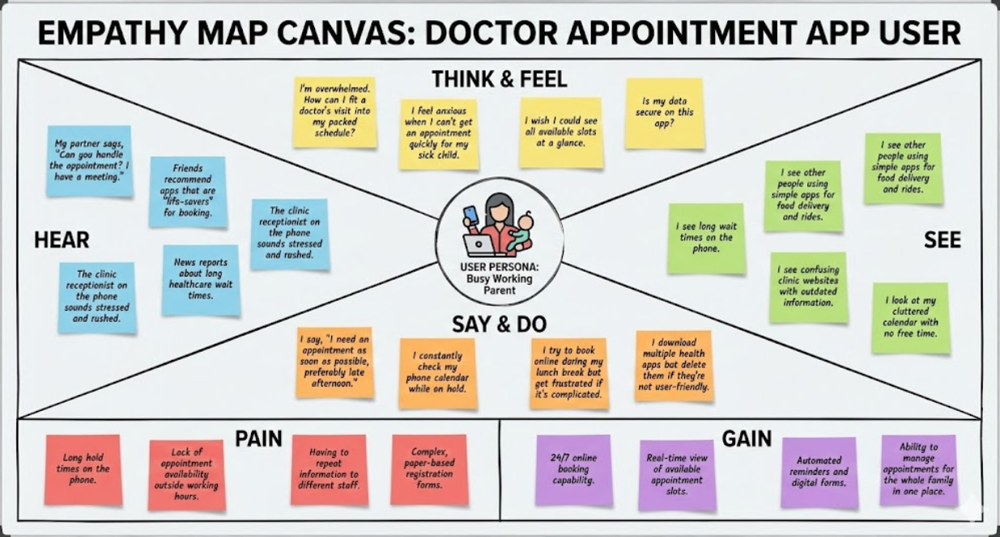 EMPATHY MAP CANVAS: DOCTOR APPOINTMENT APP USER
THINK & FEEL
I'm overwhelmed.
How can I fit a
doctor's visit into
my packed
schedule?
I feel anxious
when I can't get
an appointment
quickly for my
sick child.
I wish I could see
all available slots
at a glance.
Is my data
secure on this
app?
HEAR
My partner sags,
"Can you handle
the appointment? I
have a meeting."
Friends
recommend
apps that are
"lifs-savers"
for booking.
The clinic
receptionist on
the phone
sounds stressed
and rushed.
The clinic
receptionist on
the phone
sounds stressed
and rushed.
News reports
about long
healthcare wait
times.
USER PERSONA:
Busy Working
Parent
SEE
I see long wait
times on the
phone.
I see other
people using
simple apps for
food delivery
and rides.
I see other
people using
simple apps for
food delivery
and rides.
I see confusing
clinic websites
with outdated
information.
I look at my
cluttered
calendar with
no free time.
SAY & DO
I say, "I need an
appointment as
soon as possible,
preferably late
afternoon."
I constantly
check my
phone calendar
while on hold.
I try to book
online daring my
lunch break but
get frustrated if
it's complicated.
I download
multiple health
apps but delete
them if they're
not user-friendly.
PAIN
Long hold
times on the
phone.
Lack of
appointment
availability
outside working
hours.
Having to
repeat
information to
different staff.
Complex,
paper-based
registration
forms.
GAIN
24/7 online
booking
capability.
Real-time view
of available
appointment
slots.
Automated
reminders and
digital forms.
Ability to
manage
appointments for
the whole family
in one place.